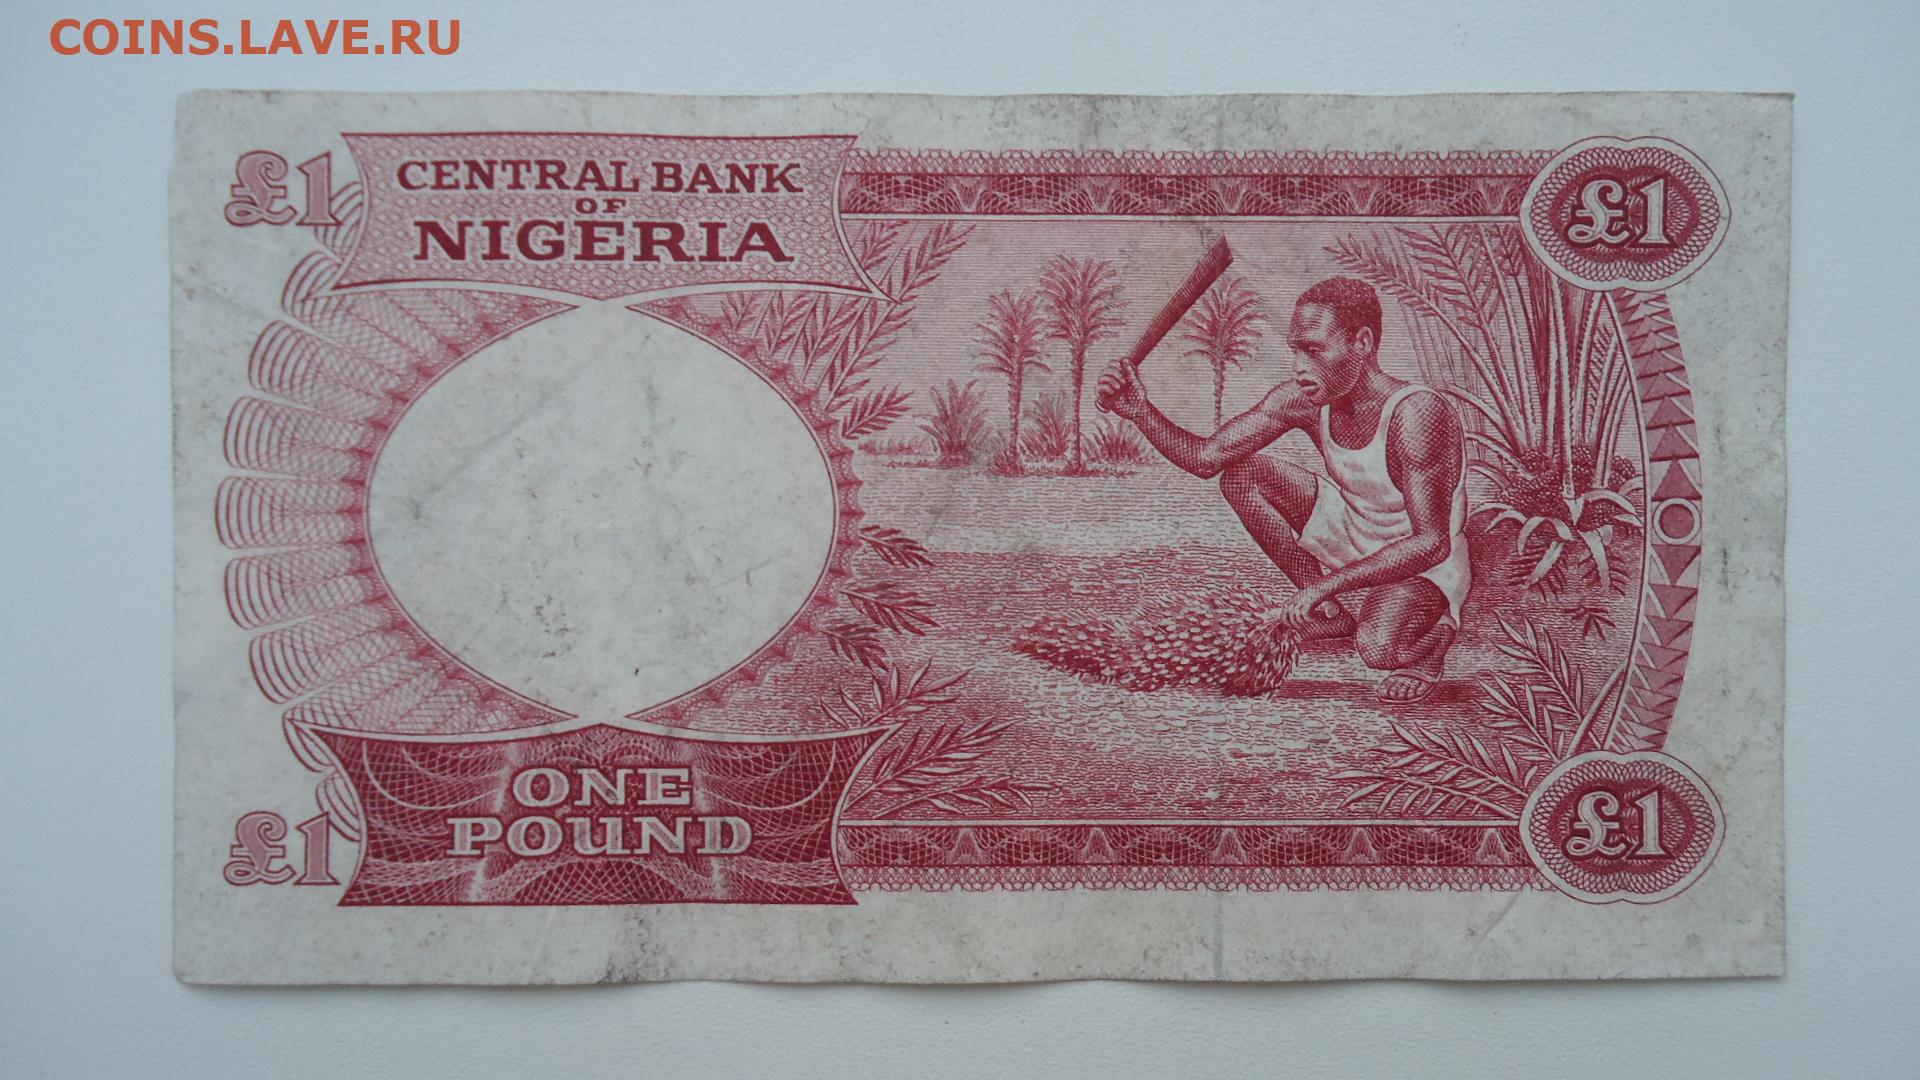 COINS.LAVE.RU
£1
CENTRAL BANK
OF
NIGERIA
£1
ONE
POUND
£1
£1